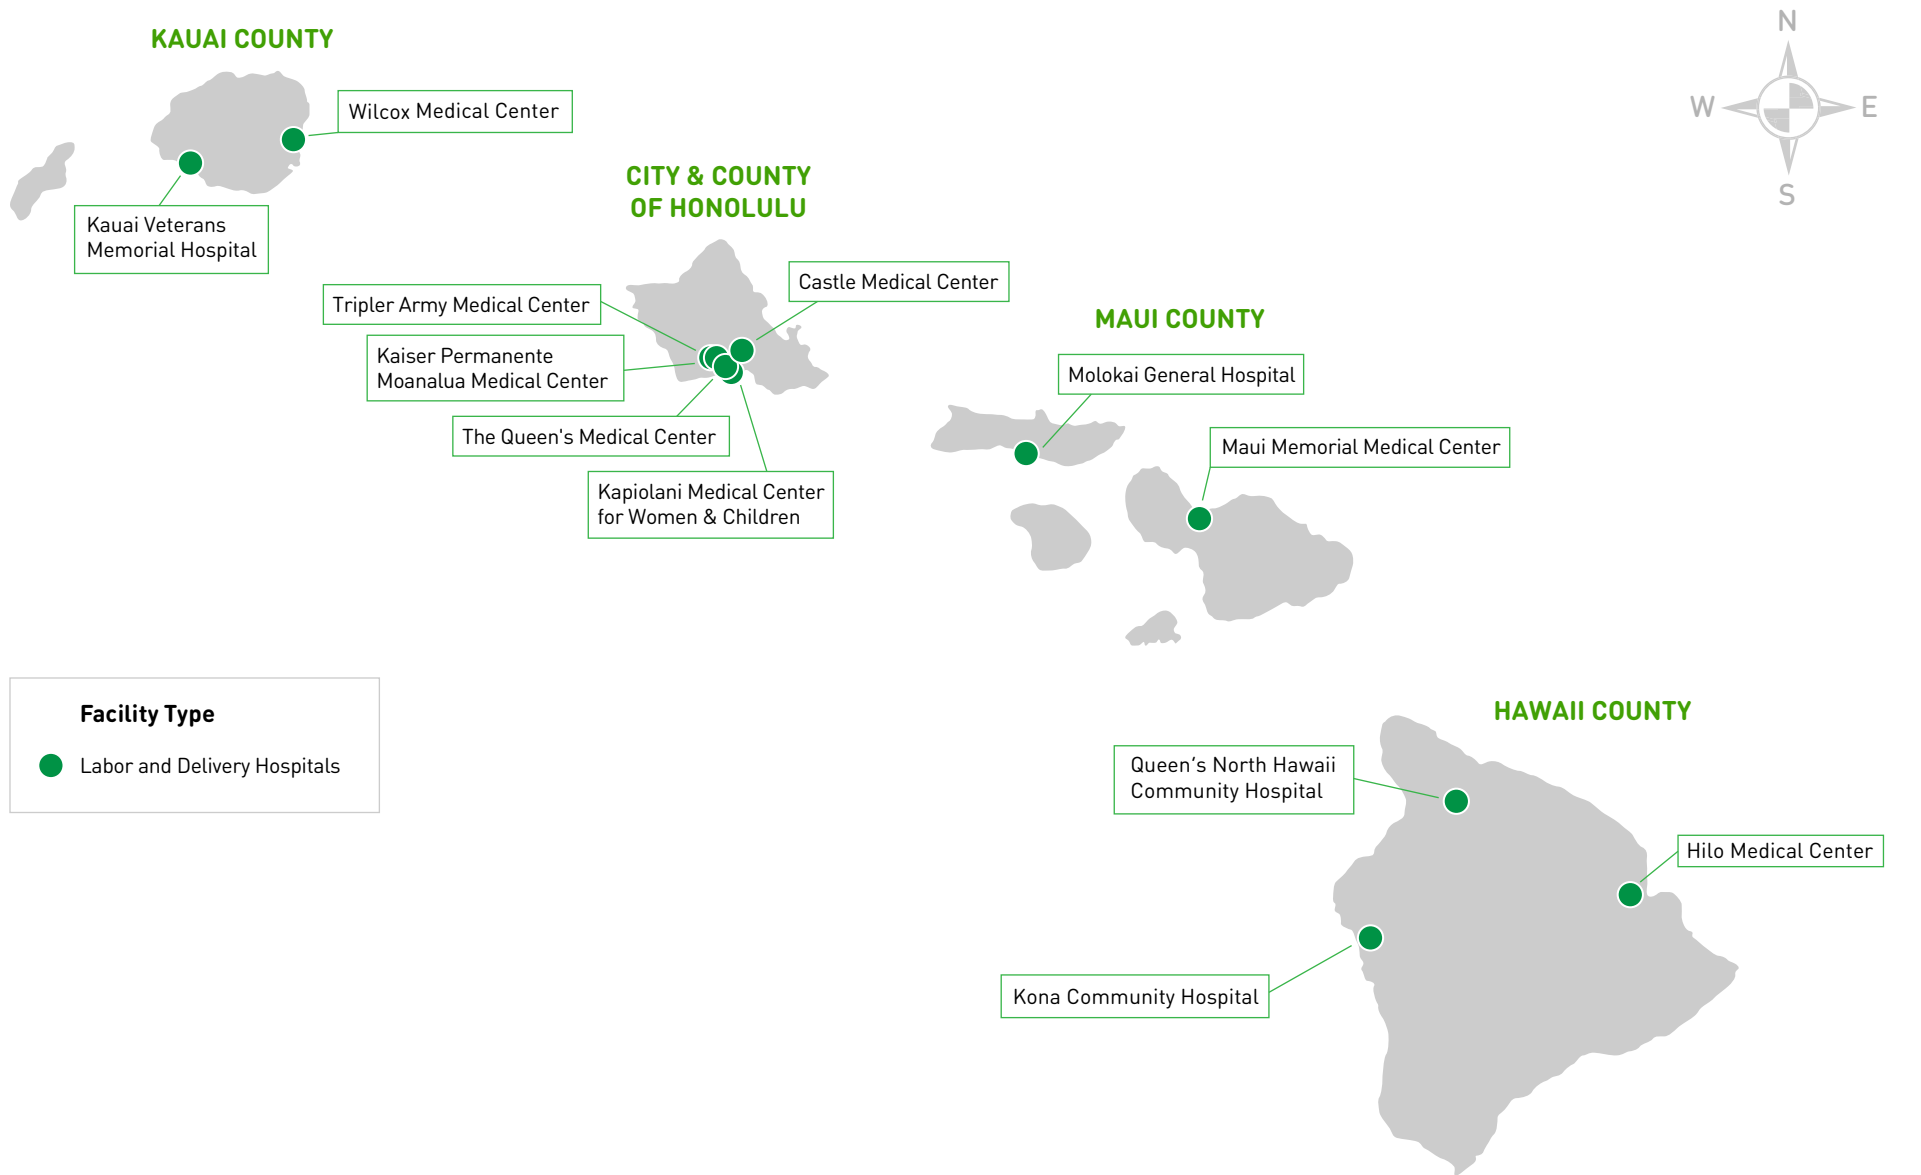 KAUAI COUNTY
Wilcox Medical Center
Kauai Veterans
Memorial Hospital
CITY & COUNTY
OF HONOLULU
Castle Medical Center
Tripler Army Medical Center
Kaiser Permanente
Moanalua Medical Center
The Queen's Medical Center
Kapiolani Medical Center
for Women & Children
MAUI COUNTY
Molokai General Hospital
Maui Memorial Medical Center
N
W
E
S
Facility Type
Labor and Delivery Hospitals
HAWAII COUNTY
Queen’s North Hawaii
Community Hospital
Hilo Medical Center
Kona Community Hospital